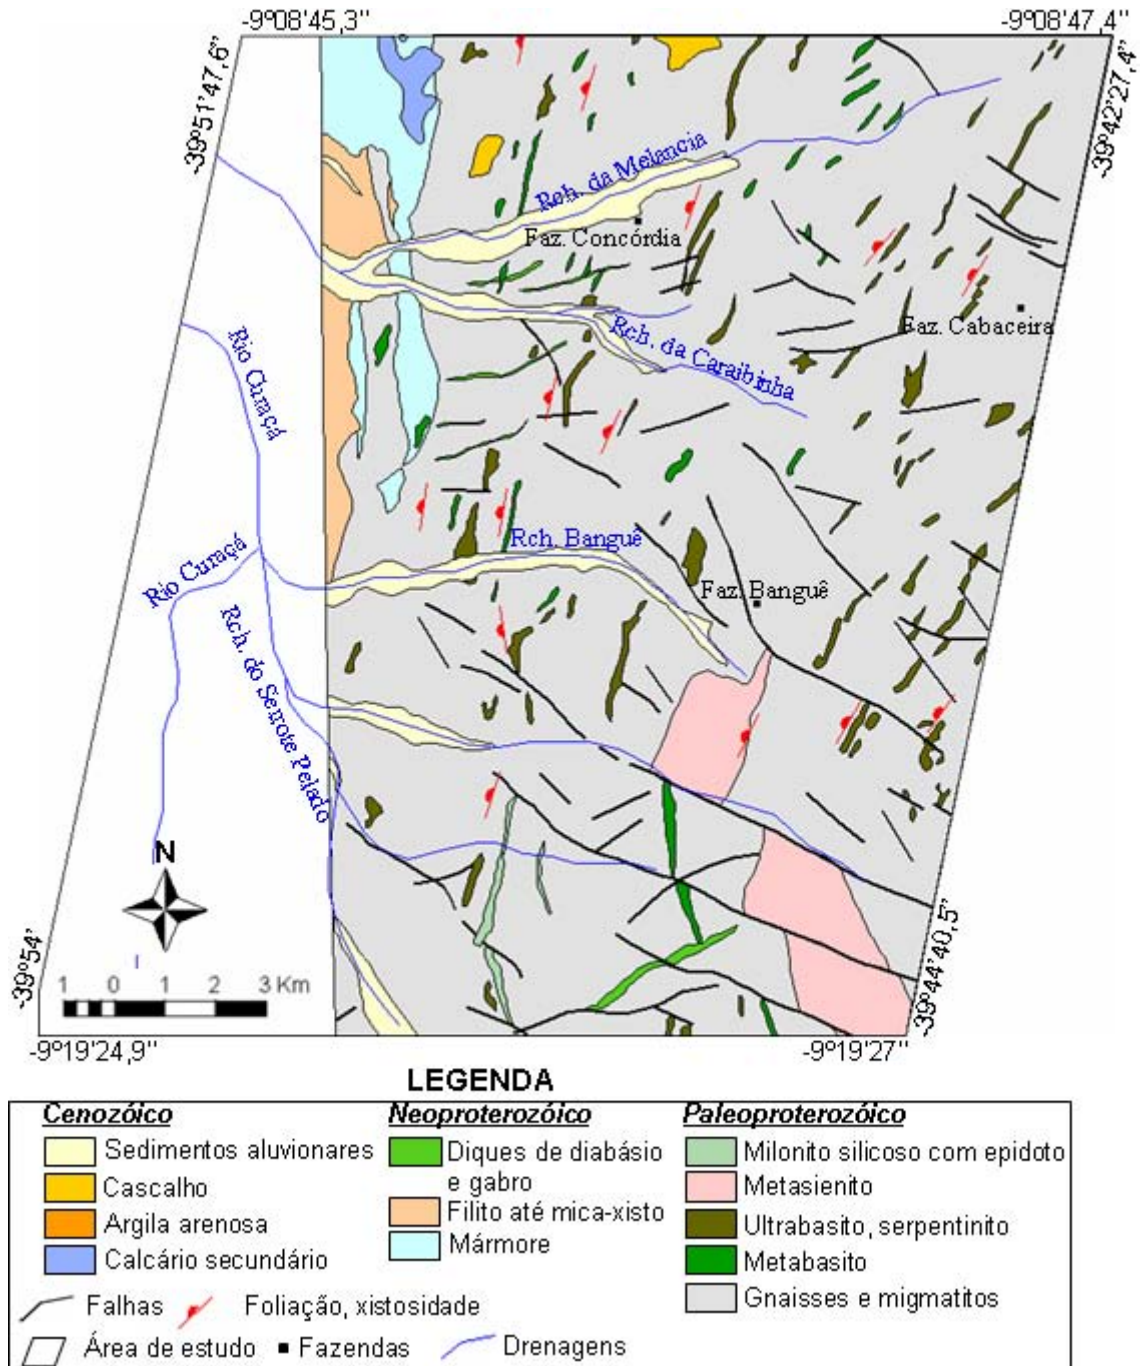 -9º08'45,3"
-9º08'47,4"
-39º51'47,6"
-39º42'27,4"
Rch. da Melancia
Faz. Concórdia
Faz. Cabaceira
Rio Curaçá
Rch. da Caraibinha
Rch. Banguê
Rio Curaçá
Faz. Banguê
Rch. do Serrote Pelado
N
-39º54'
-39º44'40,5"
1 0 1 2 3 Km
-9º19'24,9"
-9º19'27"
LEGENDA
Cenozóico
Sedimentos aluvionares
Cascalho
Argila arenosa
Calcário secundário
Neoproterozóico
Diques de diabásio
e gabro
Filito até mica-xisto
Mármore
Paleoproterozóico
Milonito silicoso com epidoto
Metasienito
Ultrabasito, serpentinito
Metabasito
Gnaisses e migmatitos
Falhas
Foliação, xistosidade
Área de estudo
Fazendas
Drenagens